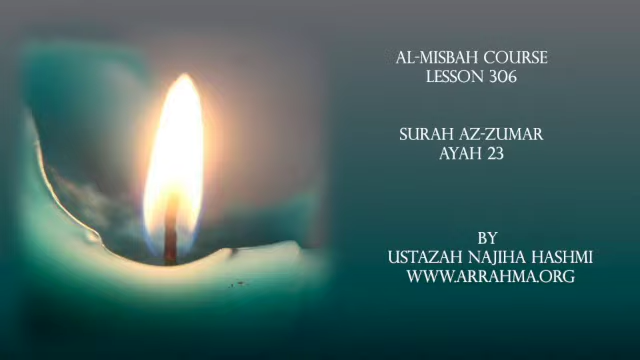 AL-MISBAH COURSE
LESSON 306
SURAH AZ-ZUMAR
AYAH 23
BY
USTAZAH NAJIHA HASHMI
WWW.ARRAHMA.ORG